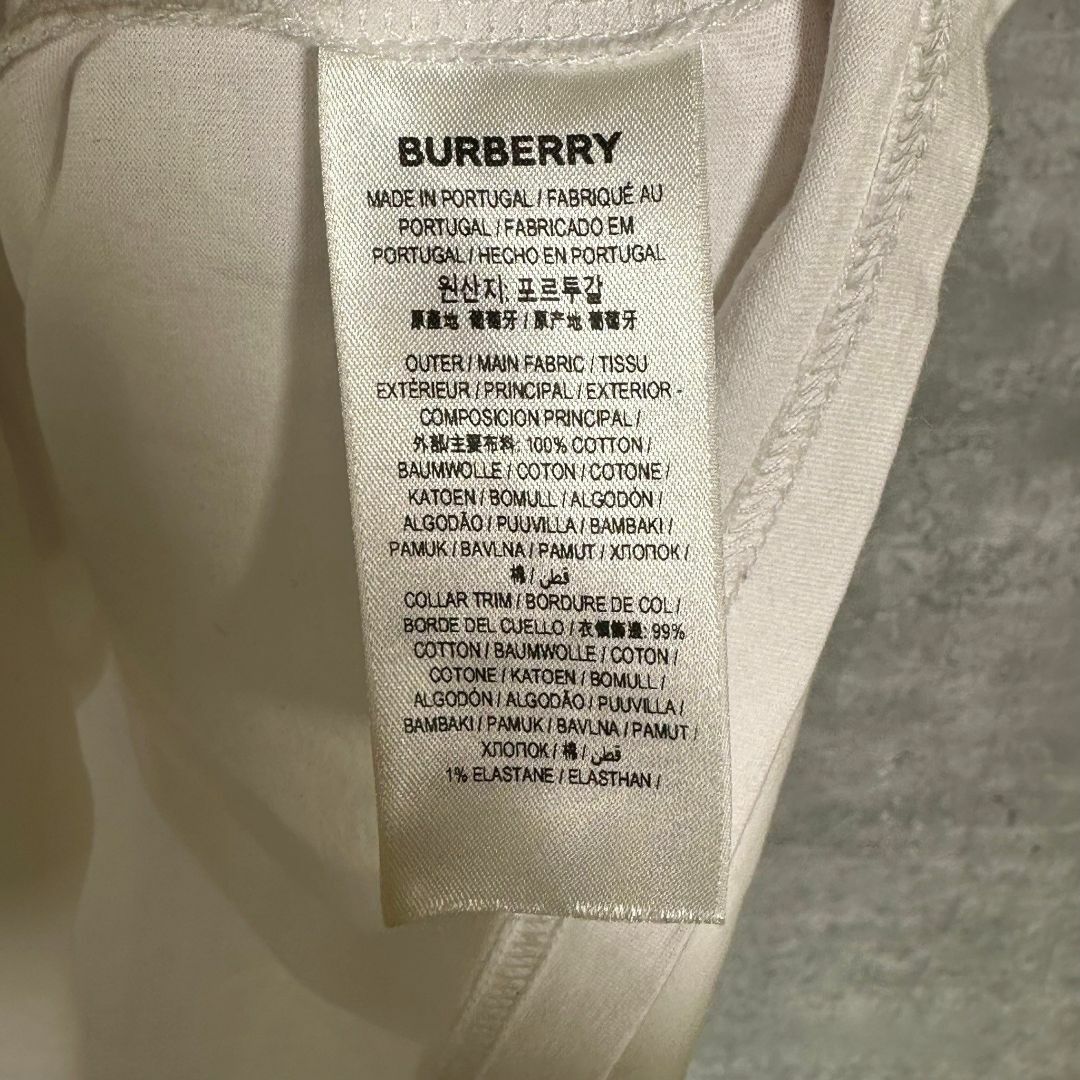 BURBERRY
MADE IN PORTUGAL / FABRIQUÉ AU
PORTUGAL / FABRICADO EM
PORTUGAL / HECHO EN PORTUGAL
원산지: 포르투갈
原產地 葡萄牙 / 原产地 葡萄牙
OUTER / MAIN FABRIC / TISSU
EXTÉRIEUR / PRINCIPAL / EXTERIOR -
COMPOSICION PRINCIPAL /
外部/主要布料: 100% COTTON /
BAUMWOLLE / COTON / COTONE /
KATOEN / BOMULL / ALGODÓN /
ALGODÃO / PUUVILLA / BAMBAKI /
PAMUK / BAVLNA / PAMUT / ХЛОПОК /
棉 / قطن /
COLLAR TRIM / BORDURE DE COL /
BORDE DEL CUELLO / 衣領飾邊: 99%
COTTON / BAUMWOLLE / COTON /
COTONE / KATOEN / BOMULL /
ALGODÓN / ALGODÃO / PUUVILLA /
BAMBAKI / PAMUK / BAVLNA / PAMUT /
ХЛОПОК / 棉 / قطن /
1% ELASTANE / ELASTHAN /